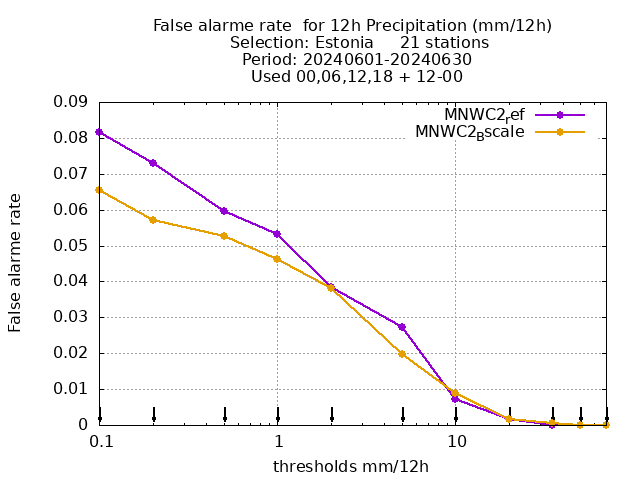 False alarme rate  for 12h Precipitation (mm/12h)
Selection: Estonia     21 stations
Period: 20240601-20240630
Used 00,06,12,18 + 12-00
MNWC2ref
MNWC2Bscale
0.09
0.08
0.07
0.06
0.05
0.04
0.03
0.02
0.01
0
False alarme rate
0.1 1 10
thresholds mm/12h